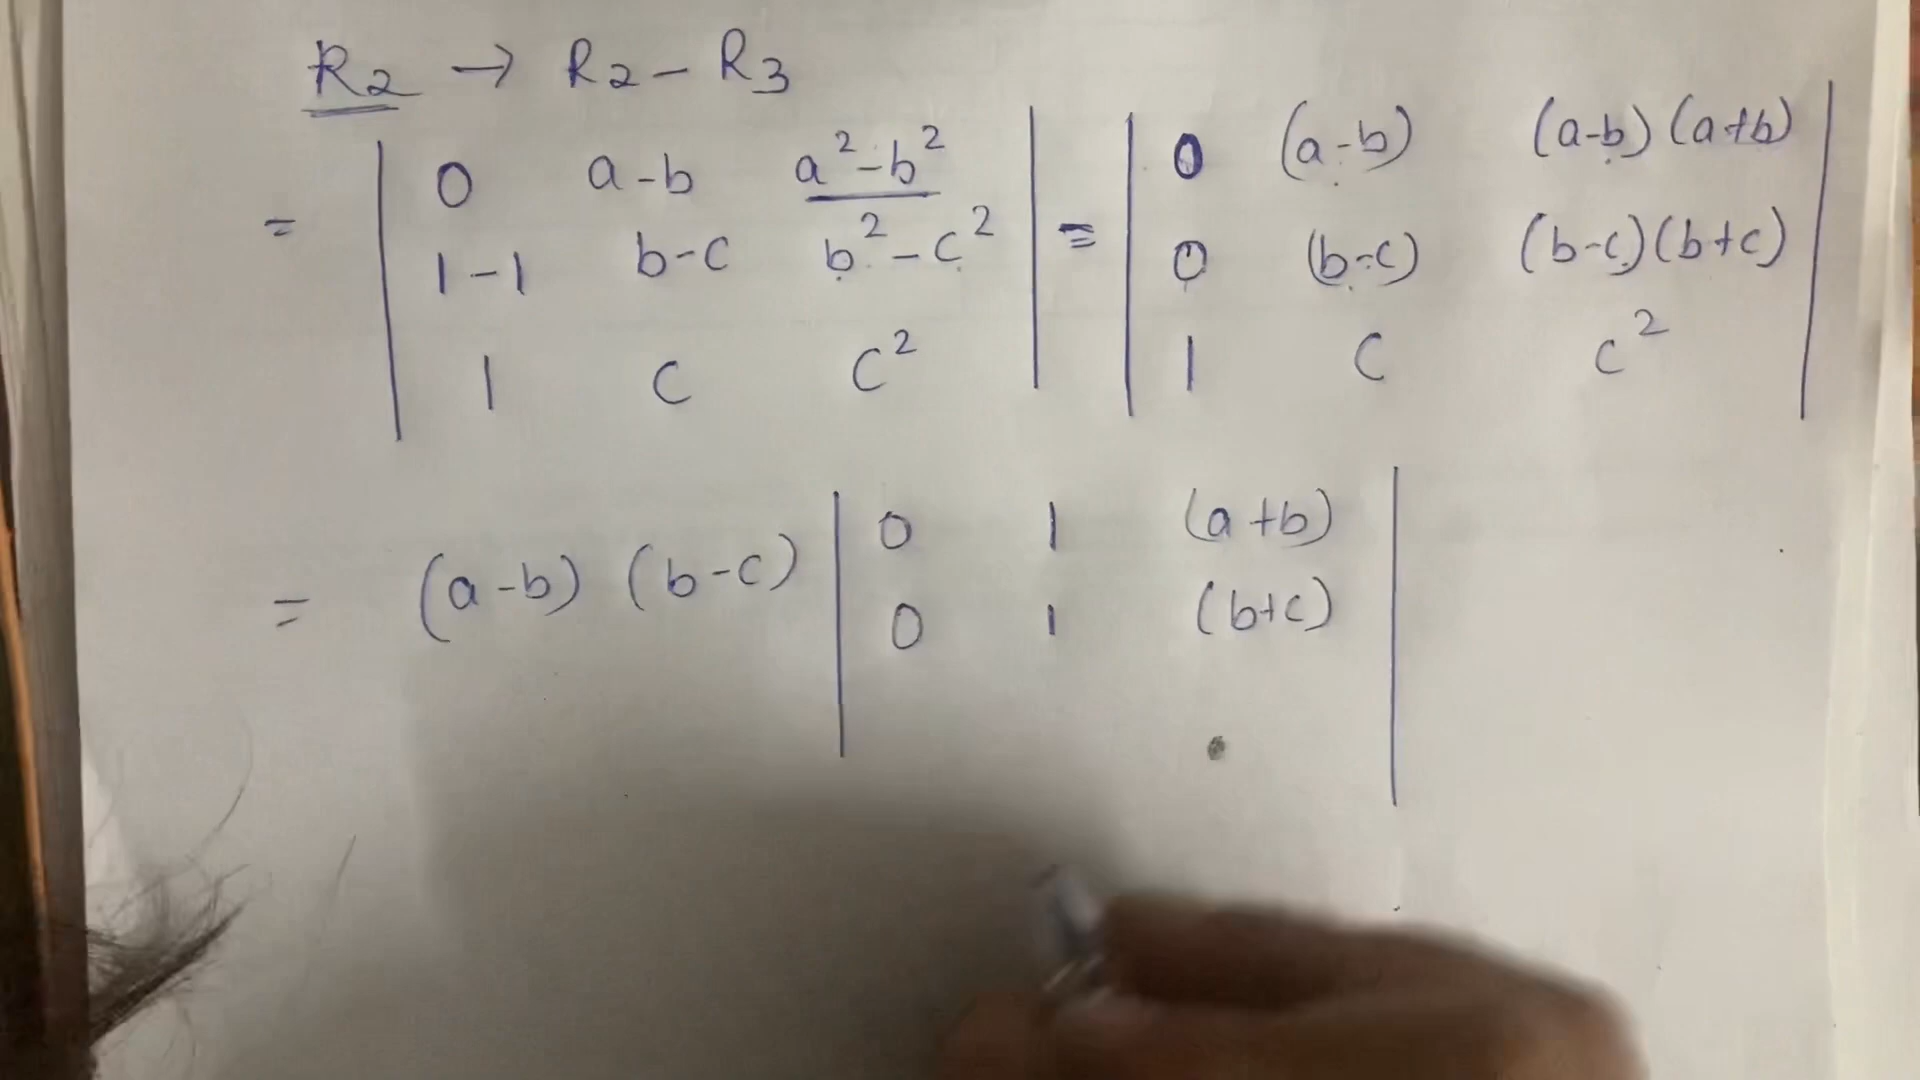 R₂ → R₂ - R₃
= | 0 a-b a²-b² | = | 0 (a-b) (a-b)(a+b) |
| 1-1 b-c b²-c² | | 0 (b-c) (b-c)(b+c) |
| 1 c c² | | 1 c c² |
= (a-b) (b-c) | 0 1 (a+b) |
| 0 1 (b+c) |